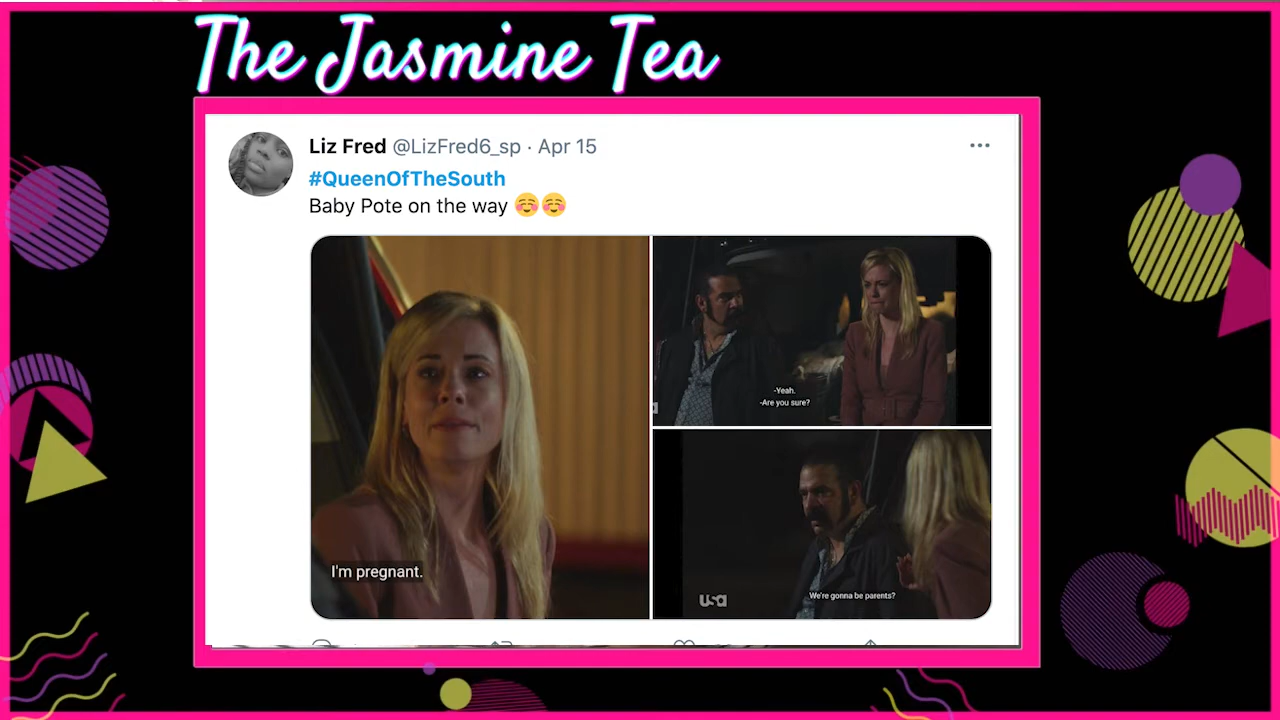 The Jasmine Tea
Liz Fred @LizFred6_sp · Apr 15
#QueenOfTheSouth
Baby Pote on the way ☺️☺️
I'm pregnant.
-Yeah.
-Are you sure?
We're gonna be parents?
usa